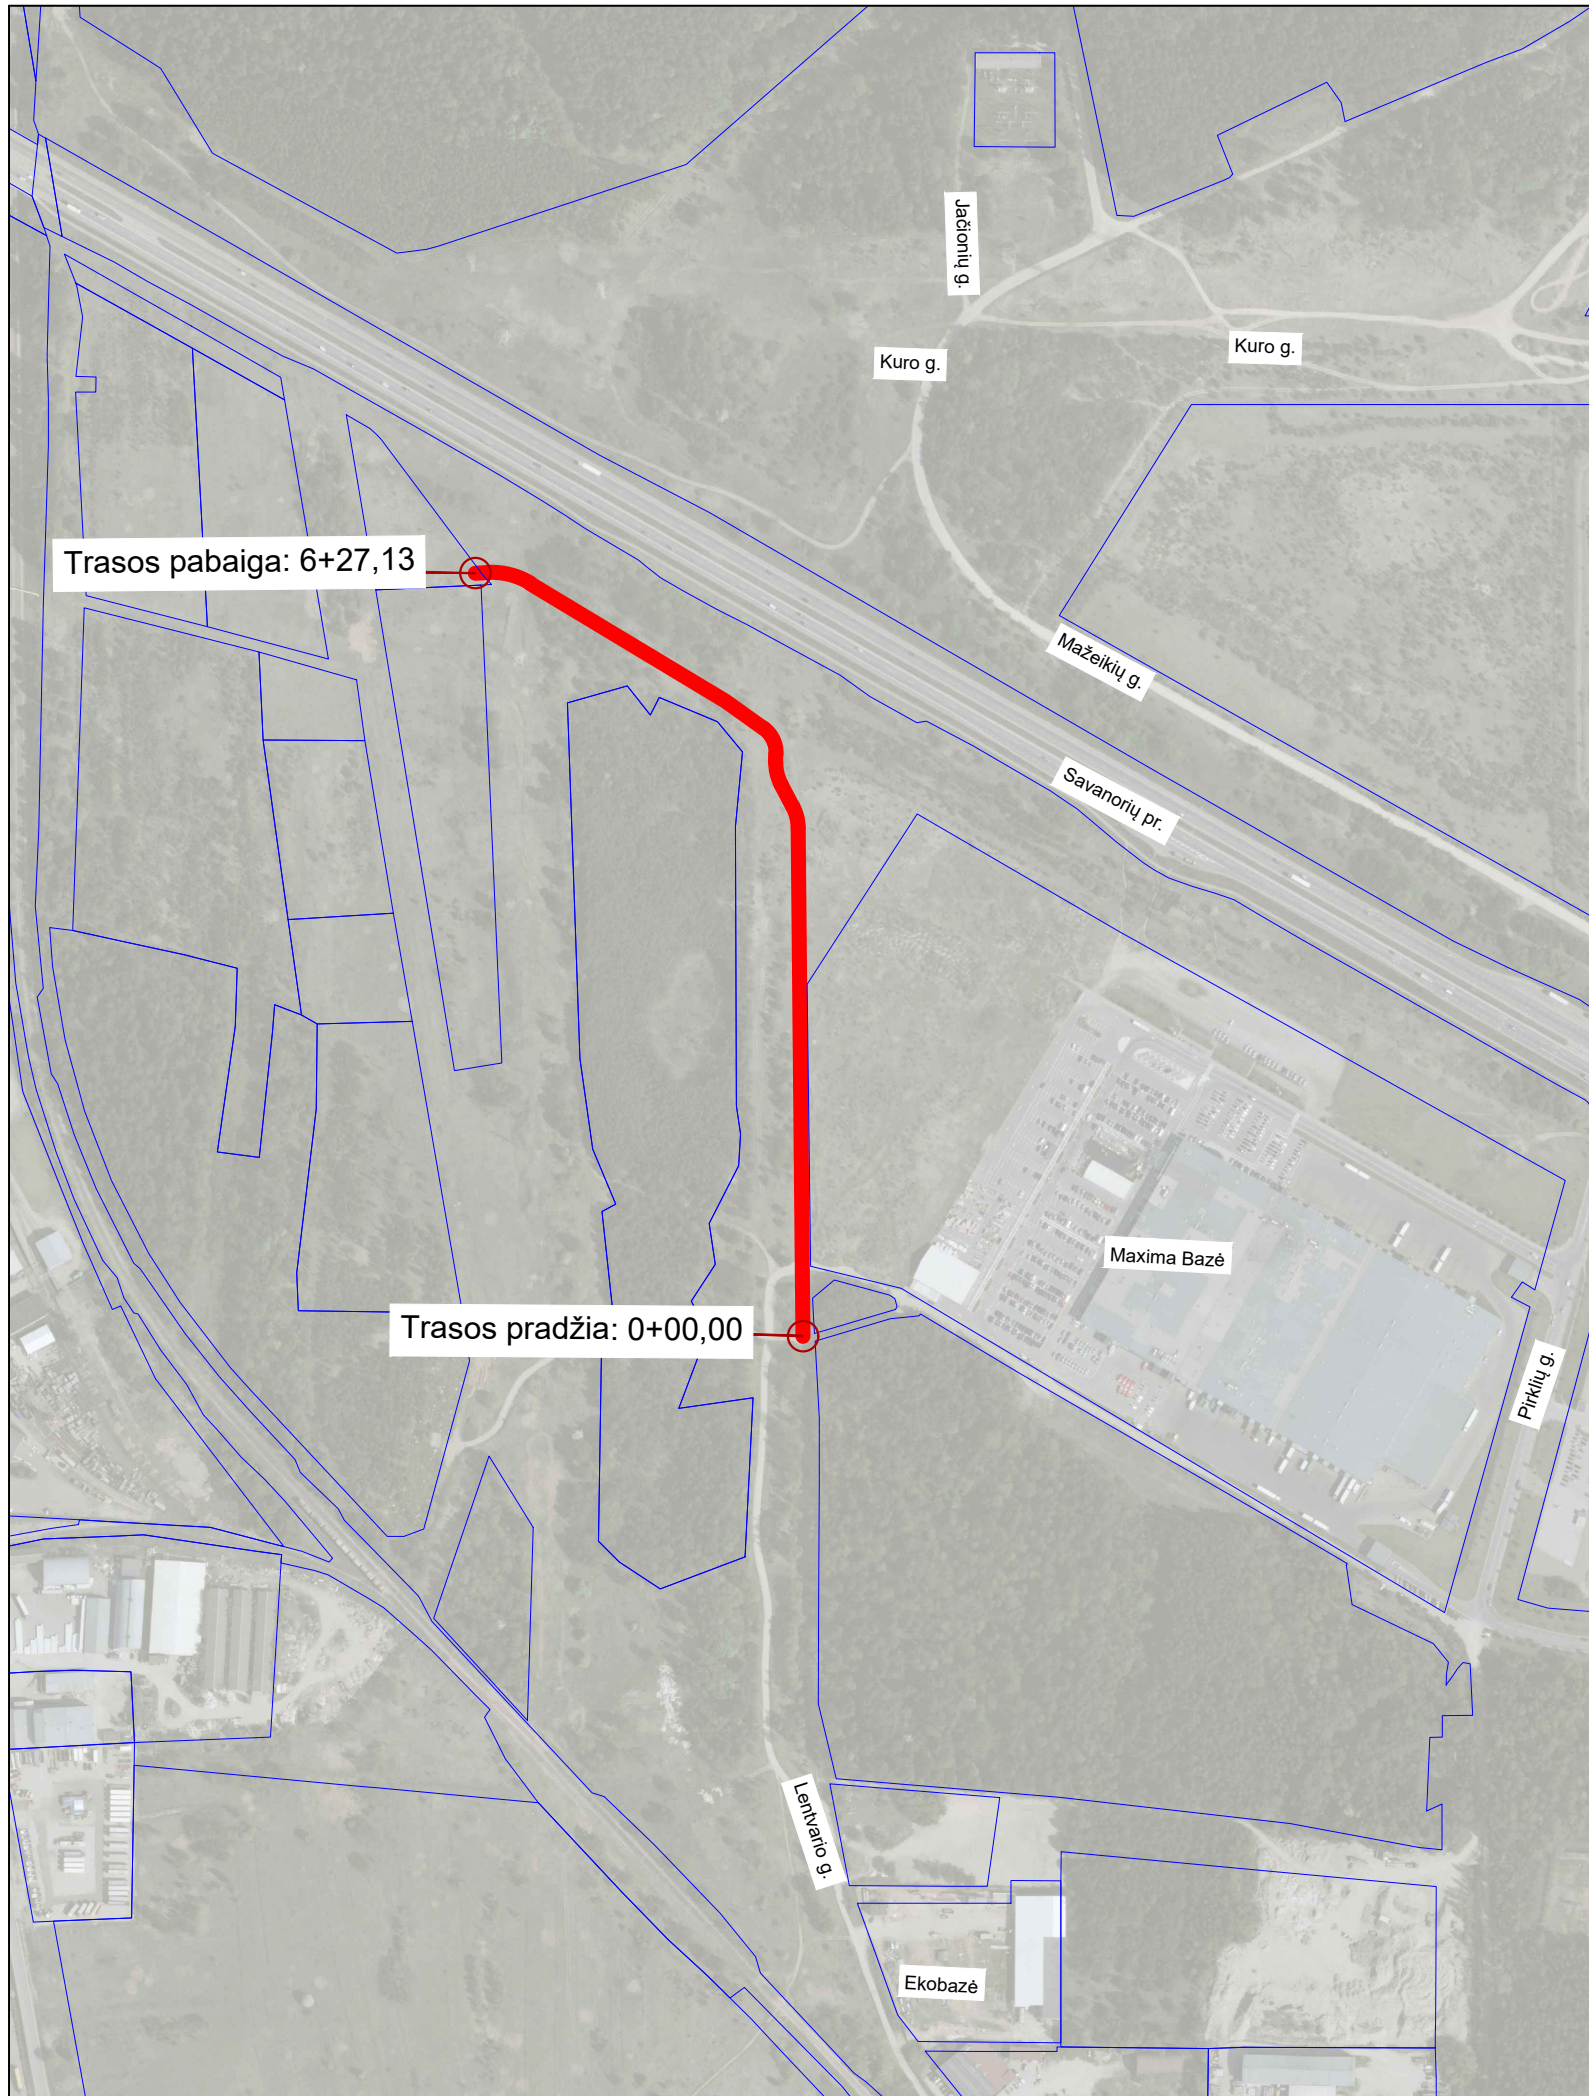 Jačionių g.
Kuro g.
Kuro g.
Trasos pabaiga: 6+27,13
Mažeikių g.
Savanorių pr.
Maxima Bazė
Trasos pradžia: 0+00,00
Pirklių g.
Lentvario g.
Ekobazė